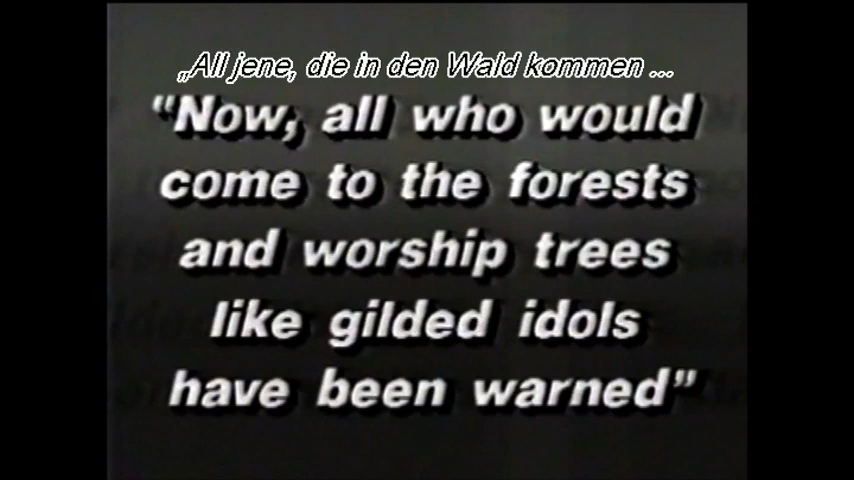 „All jene, die in den Wald kommen ...
"Now, all who would
come to the forests
and worship trees
like gilded idols
have been warned"